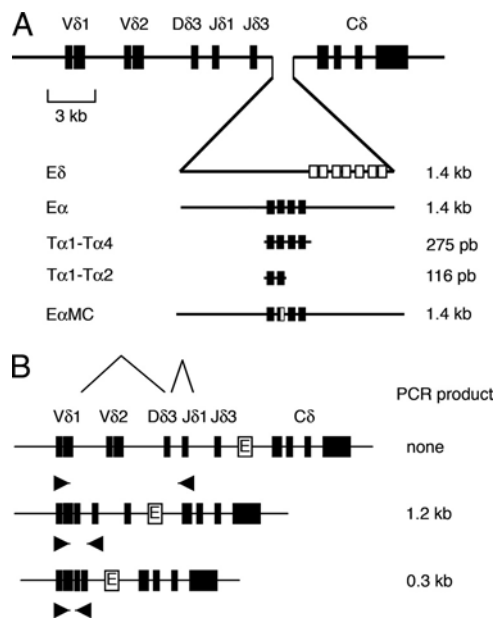 A
Vδ1 Vδ2 Dδ3 Jδ1 Jδ3 Cδ
3 kb
Eδ 1.4 kb
Eα 1.4 kb
Tα1-Tα4 275 pb
Tα1-Tα2 116 pb
EαMC 1.4 kb
B
PCR product
Vδ1 Vδ2 Dδ3 Jδ1 Jδ3 Cδ
E none
E 1.2 kb
E 0.3 kb